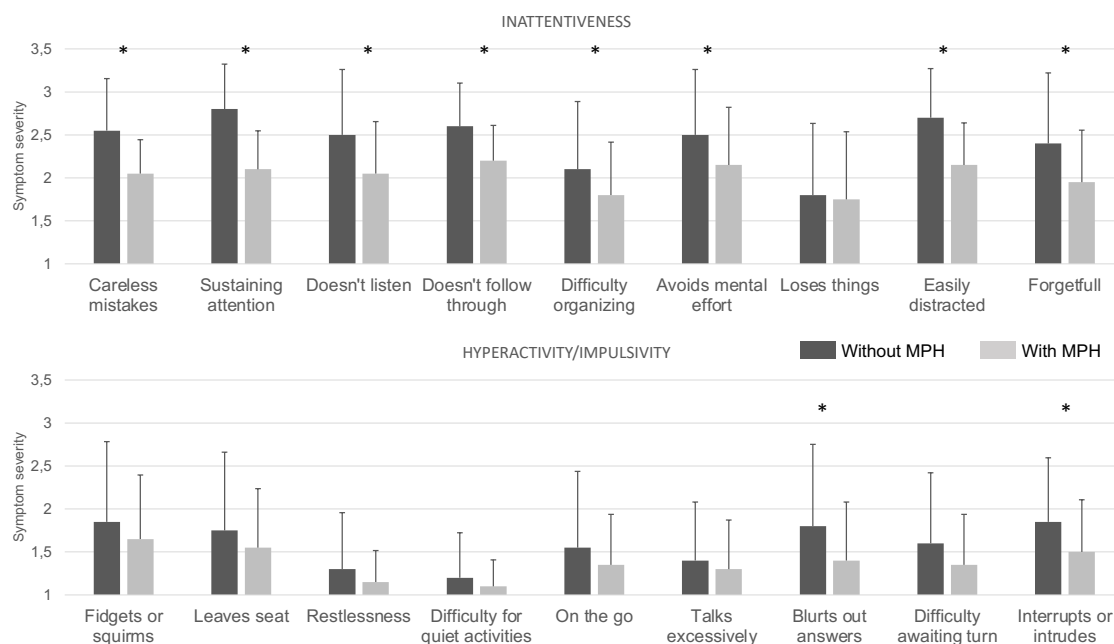 INATTENTIVENESS
* * * * * * * *
3,5
3
2,5
2
1,5
1
Symptom severity
Careless mistakes
Sustaining attention
Doesn't listen
Doesn't follow through
Difficulty organizing
Avoids mental effort
Loses things
Easily distracted
Forgetfull
HYPERACTIVITY/IMPULSIVITY
Without MPH
With MPH
* *
3,5
3
2,5
2
1,5
1
Symptom severity
Fidgets or squirms
Leaves seat
Restlessness
Difficulty for quiet activities
On the go
Talks excessively
Blurts out answers
Difficulty awaiting turn
Interrupts or intrudes